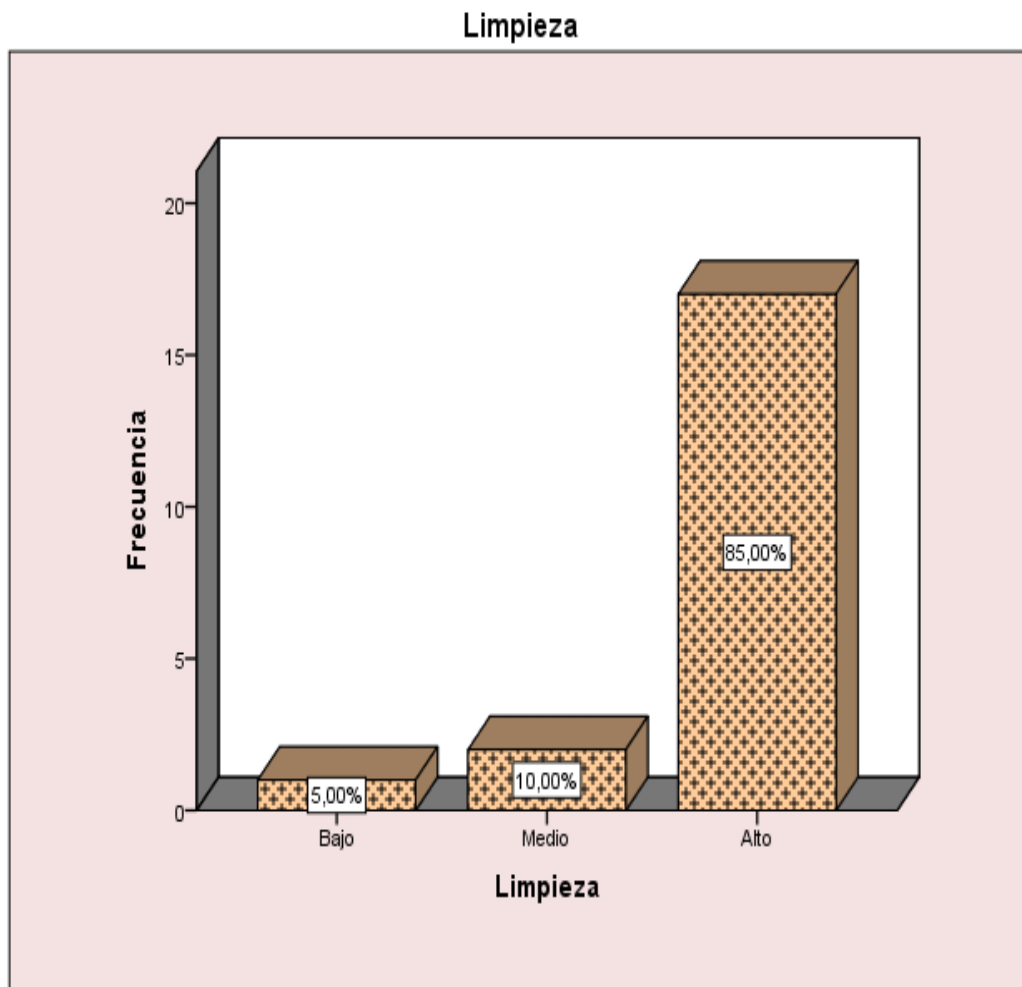 Limpieza
Frecuencia
20
15
10
5
0
5,00%
10,00%
85,00%
Bajo
Medio
Alto
Limpieza